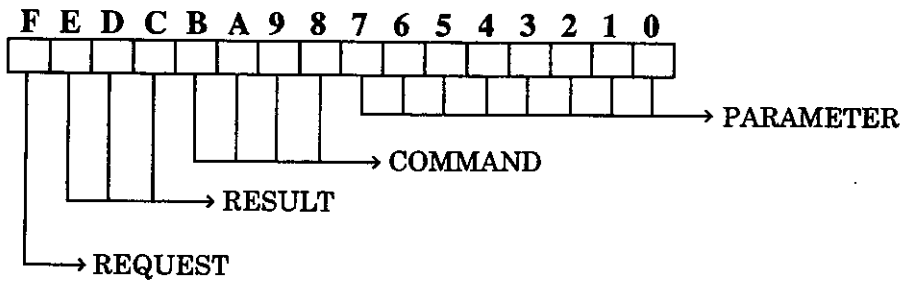 F E D C B A 9 8 7 6 5 4 3 2 1 0
PARAMETER
COMMAND
RESULT
REQUEST